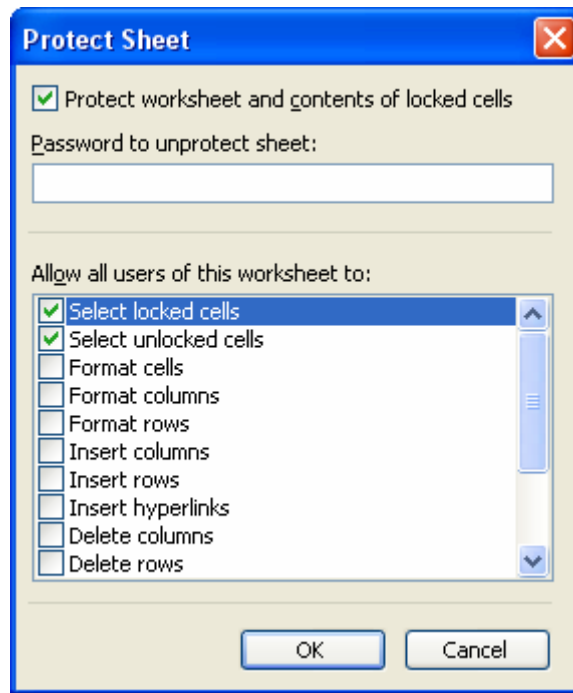 Protect Sheet
Protect worksheet and contents of locked cells
Password to unprotect sheet:
Allow all users of this worksheet to:
Select locked cells
Select unlocked cells
Format cells
Format columns
Format rows
Insert columns
Insert rows
Insert hyperlinks
Delete columns
Delete rows
OK Cancel